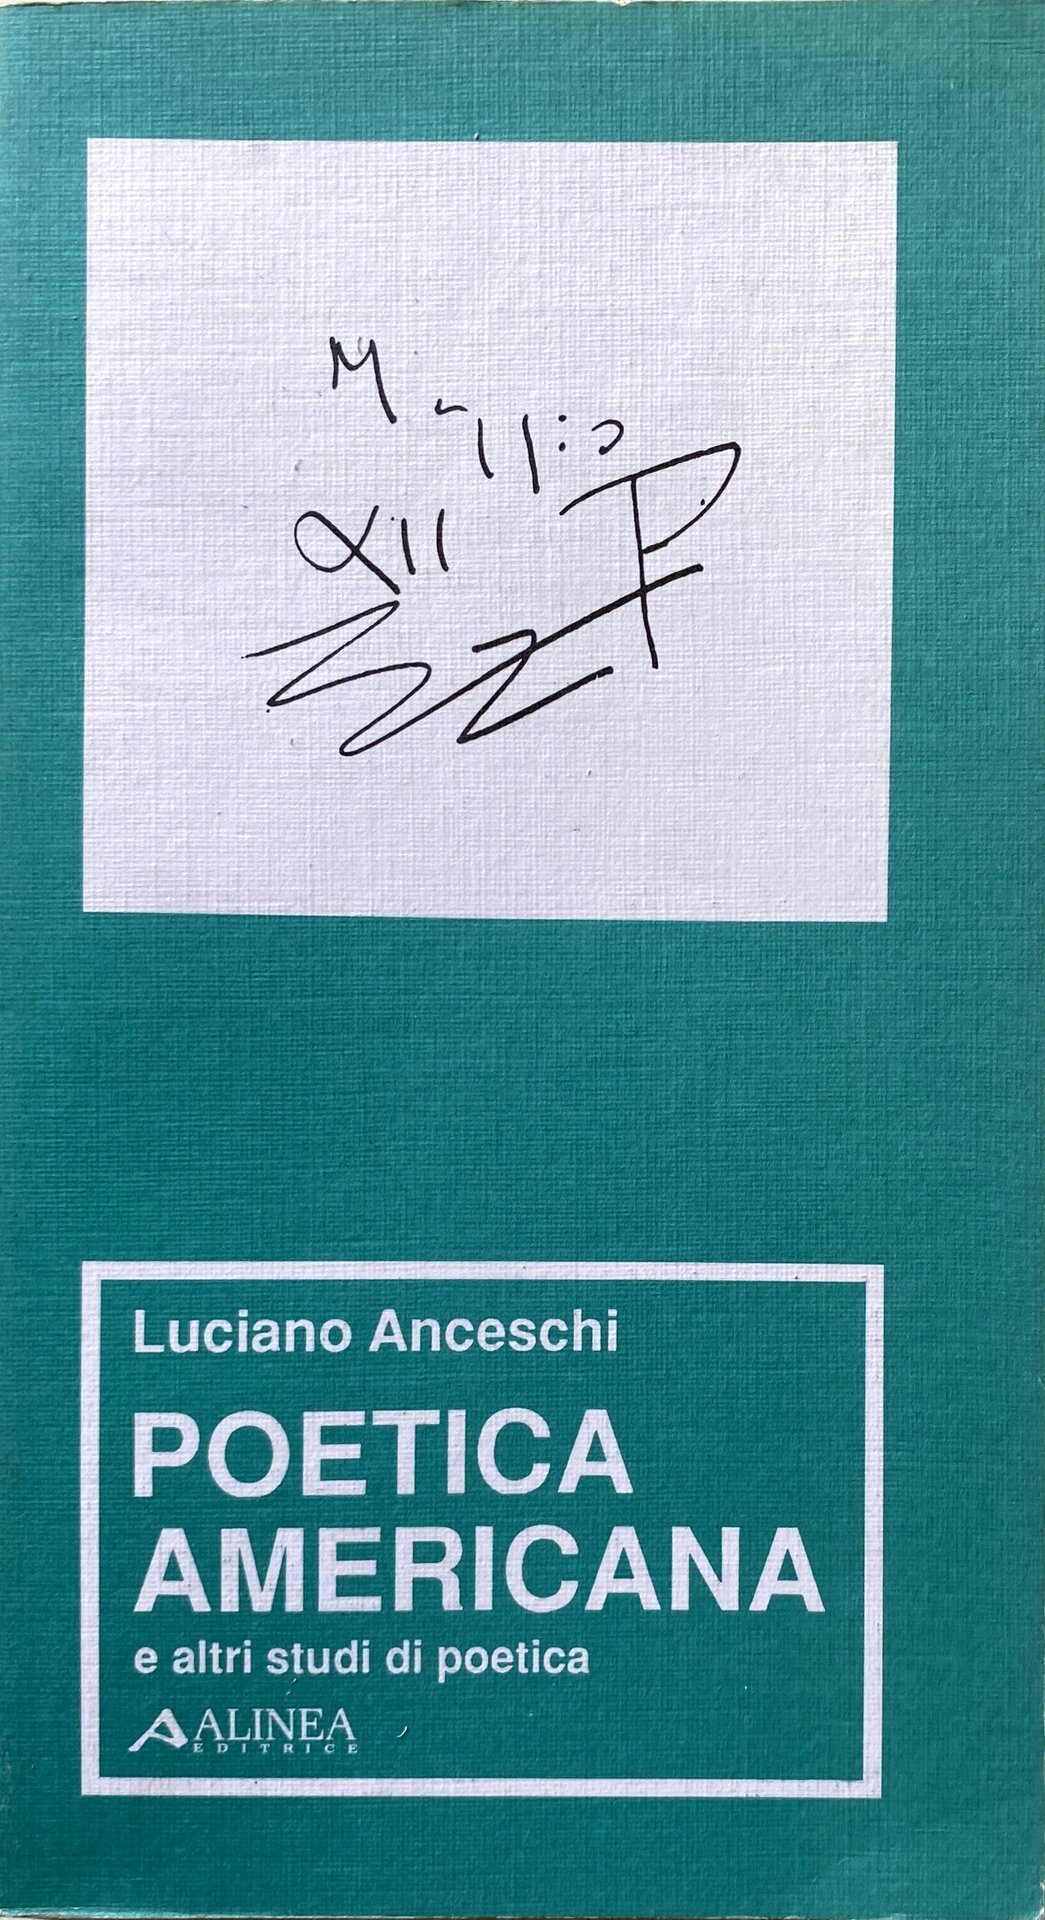 Luciano Anceschi
POETICA
AMERICANA
e altri studi di poetica
ALINEA
EDITRICE